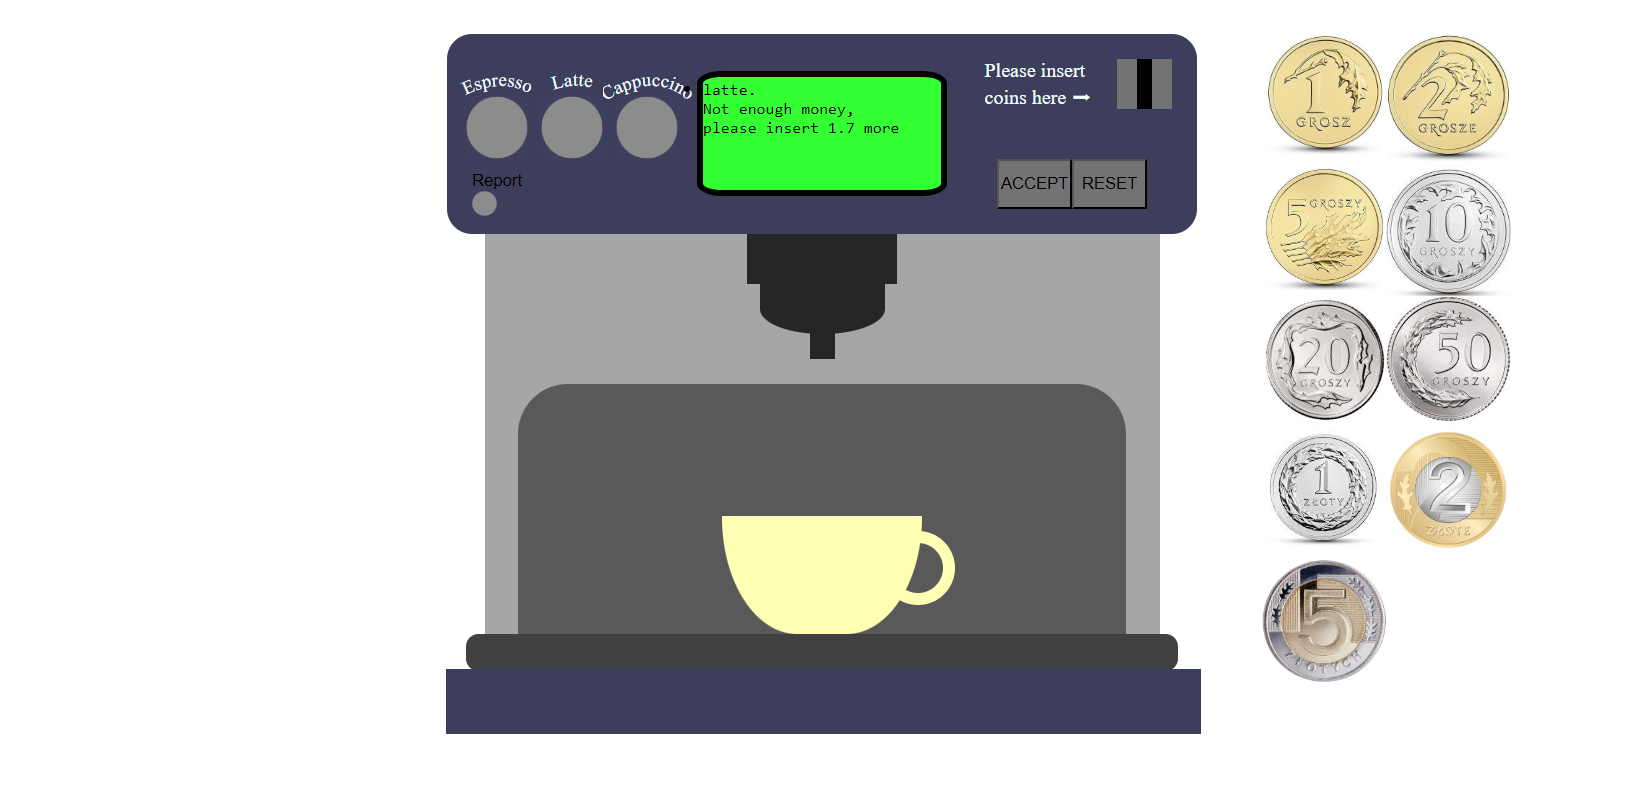 Espresso
Latte
Cappuccino
Report
latte.
Not enough money,
please insert 1.7 more
Please insert
coins here ➞
ACCEPT
RESET
1
GROSZ
2
GROSZE
5 GROSZY
10
GROSZY
20
GROSZY
50
GROSZY
1
ZŁOTY
2
ZŁOTE
5
ZŁOTYCH